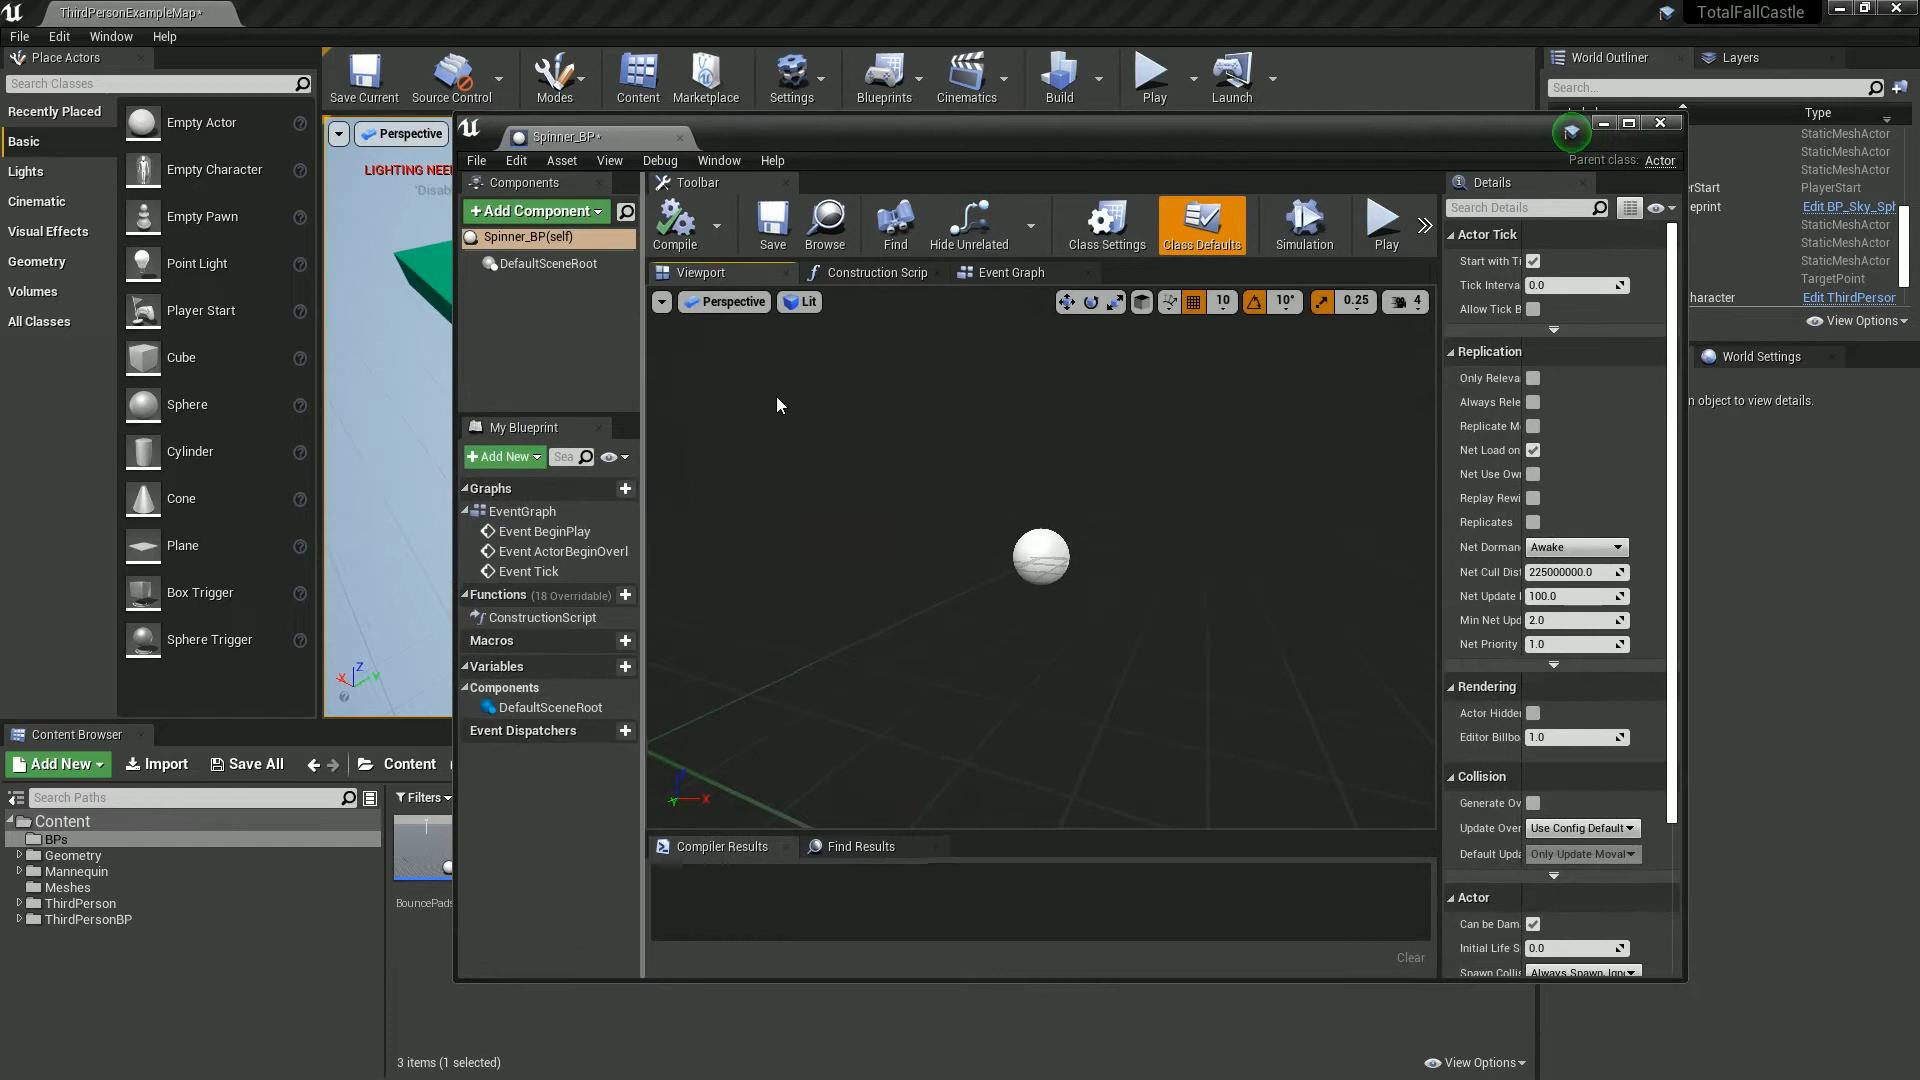 ThirdPersonExampleMap*
TotalFallCastle
File Edit Window Help
Place Actors
Search Classes
Recently Placed
Basic
Lights
Cinematic
Visual Effects
Geometry
Volumes
All Classes
Empty Actor
Empty Character
Empty Pawn
Point Light
Player Start
Cube
Sphere
Cylinder
Cone
Plane
Box Trigger
Sphere Trigger
Save Current
Source Control
Modes
Content
Marketplace
Settings
Blueprints
Cinematics
Build
Play
Launch
Perspective
LIGHTING NEE
X Z Y
World Outliner
Layers
Search...
Type
StaticMeshActor
StaticMeshActor
StaticMeshActor
rStart PlayerStart
eprint Edit BP_Sky_Sph
StaticMeshActor
StaticMeshActor
StaticMeshActor
TargetPoint
haracter Edit ThirdPerson
View Options
World Settings
n object to view details.
Spinner_BP*
File Edit Asset View Debug Window Help
Parent class: Actor
Components
+Add Component
Spinner_BP(self)
DefaultSceneRoot
My Blueprint
+Add New
Sea
Graphs
EventGraph
Event BeginPlay
Event ActorBeginOverl
Event Tick
Functions (18 Overridable)
ConstructionScript
Macros
Variables
Components
DefaultSceneRoot
Event Dispatchers
Toolbar
Compile
Save
Browse
Find
Hide Unrelated
Class Settings
Class Defaults
Simulation
Play
Viewport
Construction Scrip
Event Graph
Perspective
Lit
10
10°
0.25
4
Z Y X
Compiler Results
Find Results
Clear
Details
Search Details
Actor Tick
Start with Ti
Tick Interva 0.0
Allow Tick B
Replication
Only Releva
Always Rele
Replicate M
Net Load on
Net Use Own
Replay Rewi
Replicates
Net Dorman Awake
Net Cull Dist 225000000.0
Net Update 100.0
Min Net Upd 2.0
Net Priority 1.0
Rendering
Actor Hidder
Editor Billbo 1.0
Collision
Generate Ov
Update Over Use Config Default
Default Upda Only Update Moval
Actor
Can be Dam
Initial Life S 0.0
Spawn Collis
Content Browser
Add New
Import
Save All
Content
Search Paths
Content
BPs
Geometry
Mannequin
Meshes
ThirdPerson
ThirdPersonBP
Filters
BouncePads
3 items (1 selected)
View Options